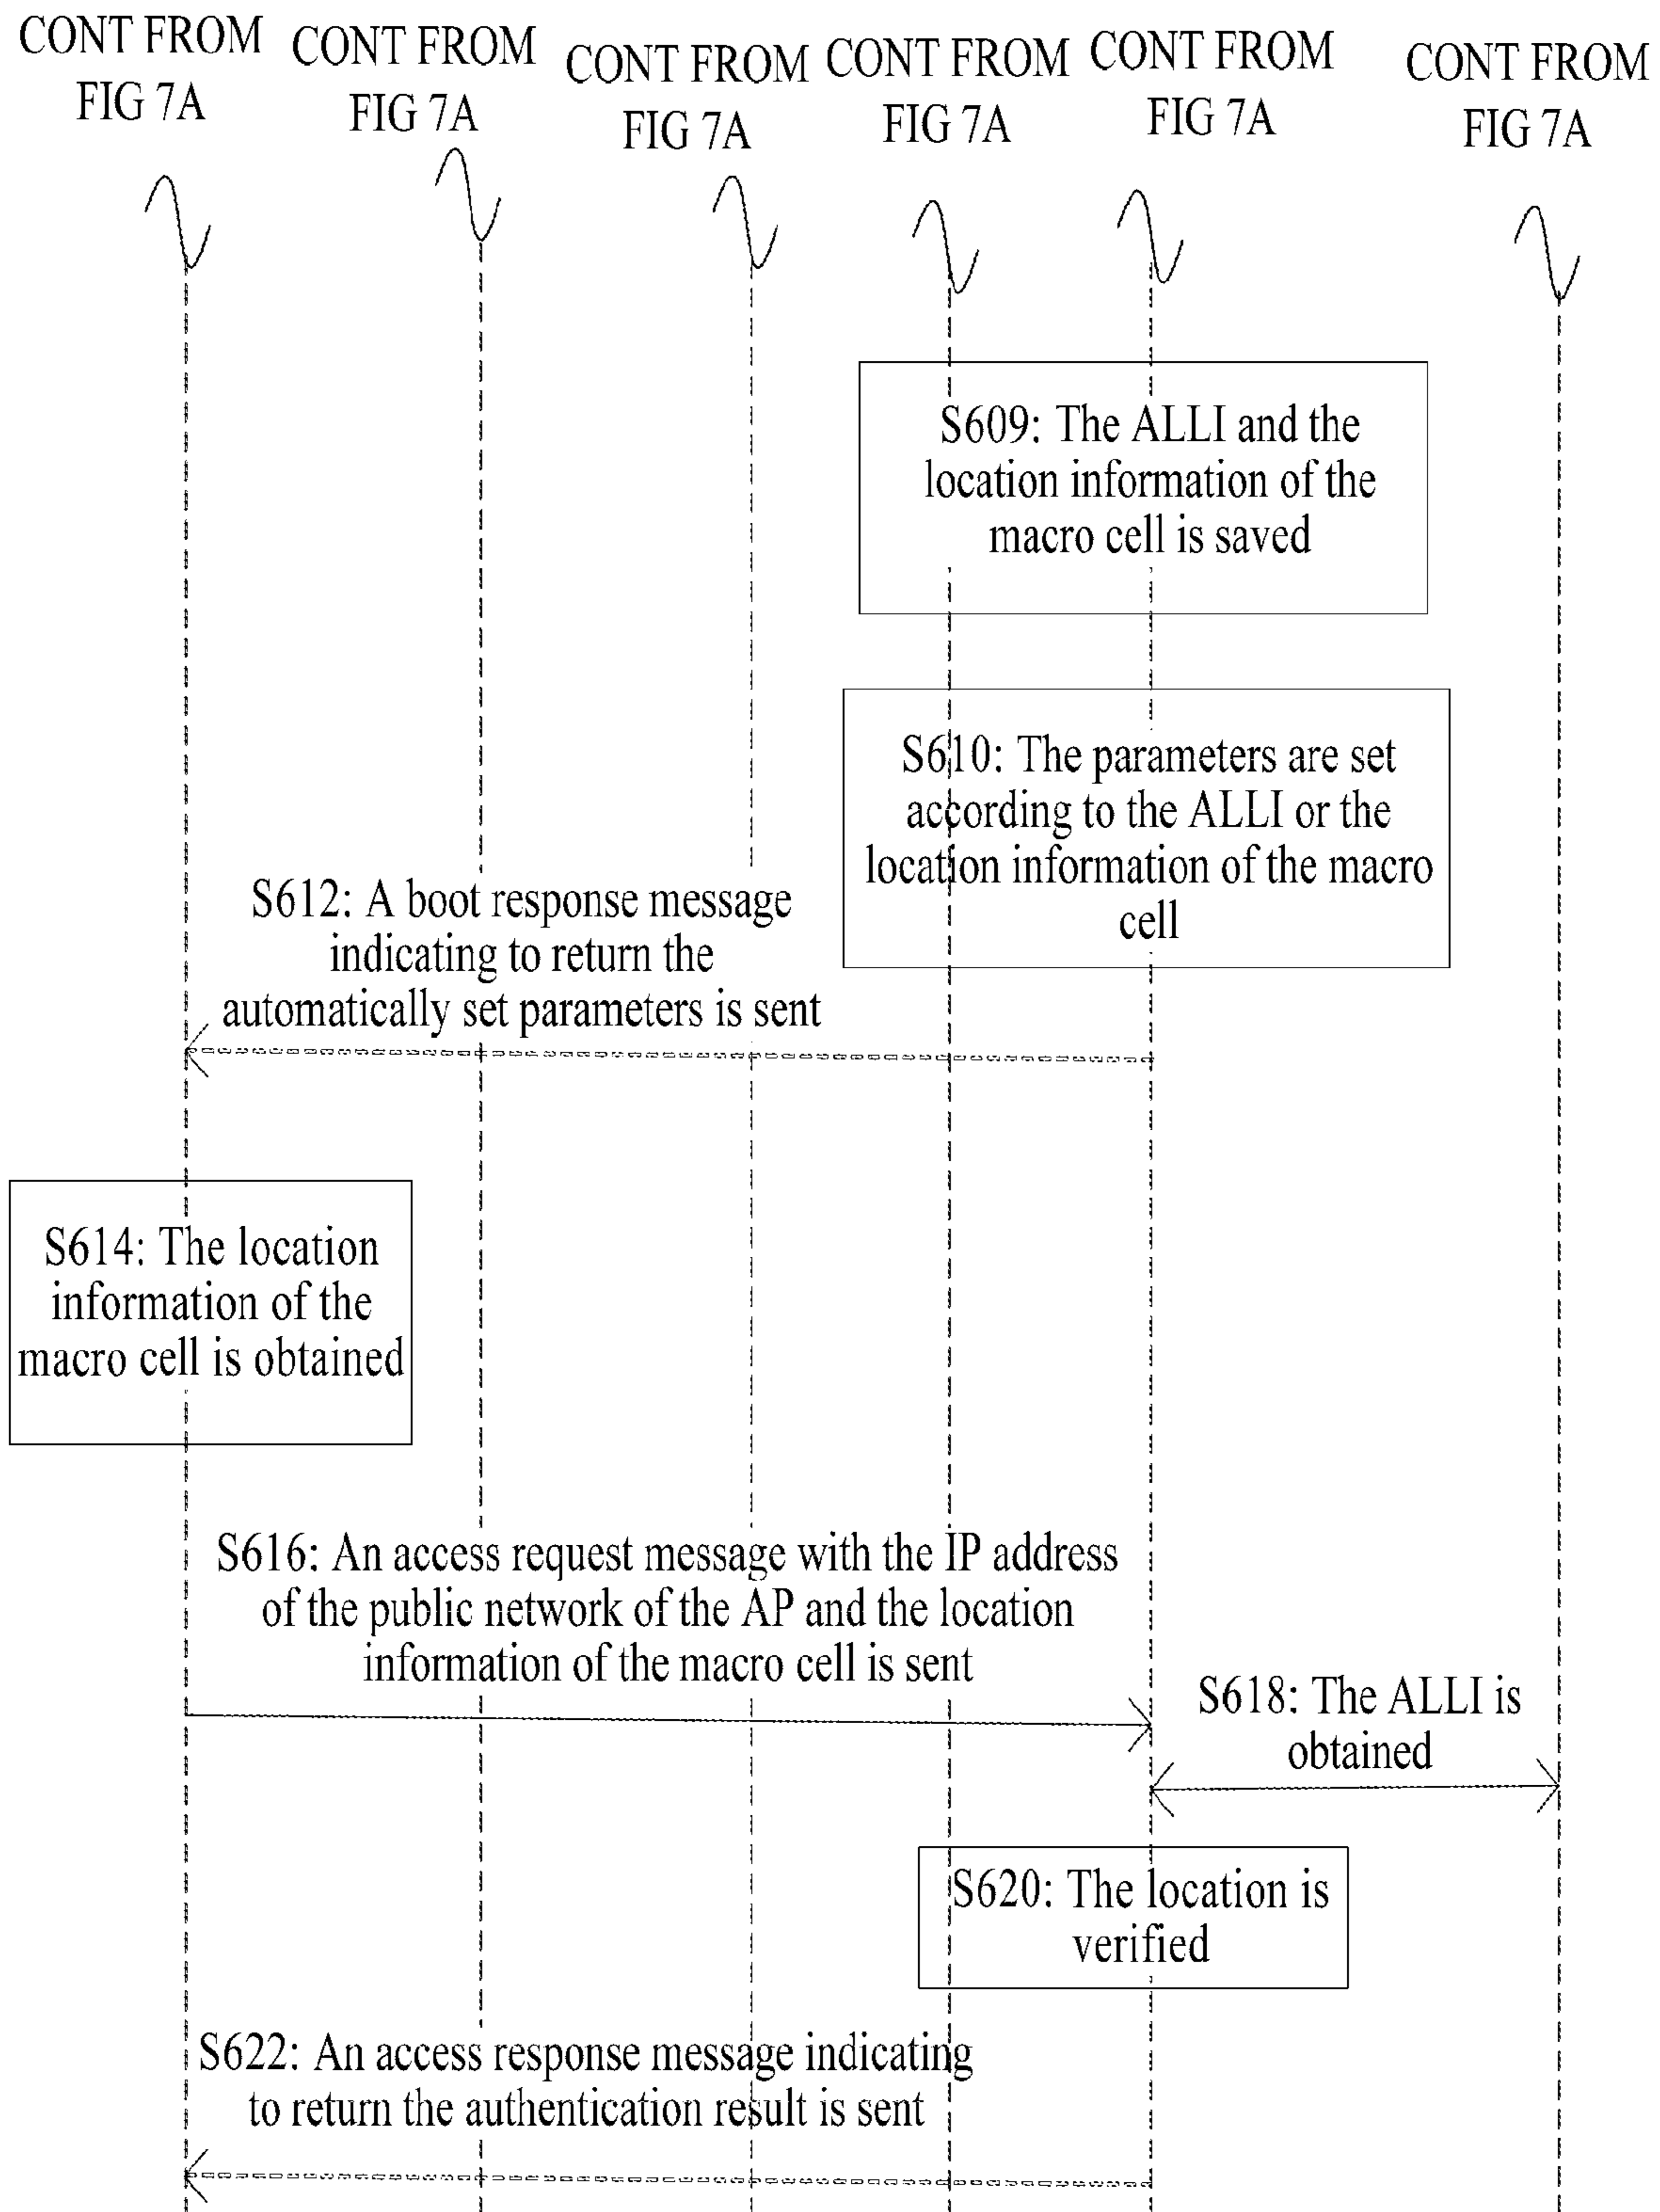 CONT FROM
FIG 7A
CONT FROM
FIG 7A
CONT FROM
FIG 7A
CONT FROM
FIG 7A
CONT FROM
FIG 7A
CONT FROM
FIG 7A
S609: The ALLI and the
location information of the
macro cell is saved
S610: The parameters are set
according to the ALLI or the
location information of the macro
cell
S612: A boot response message
indicating to return the
automatically set parameters is sent
S614: The location
information of the
macro cell is obtained
S616: An access request message with the IP address
of the public network of the AP and the location
information of the macro cell is sent
S618: The ALLI is
obtained
S620: The location is
verified
S622: An access response message indicating
to return the authentication result is sent